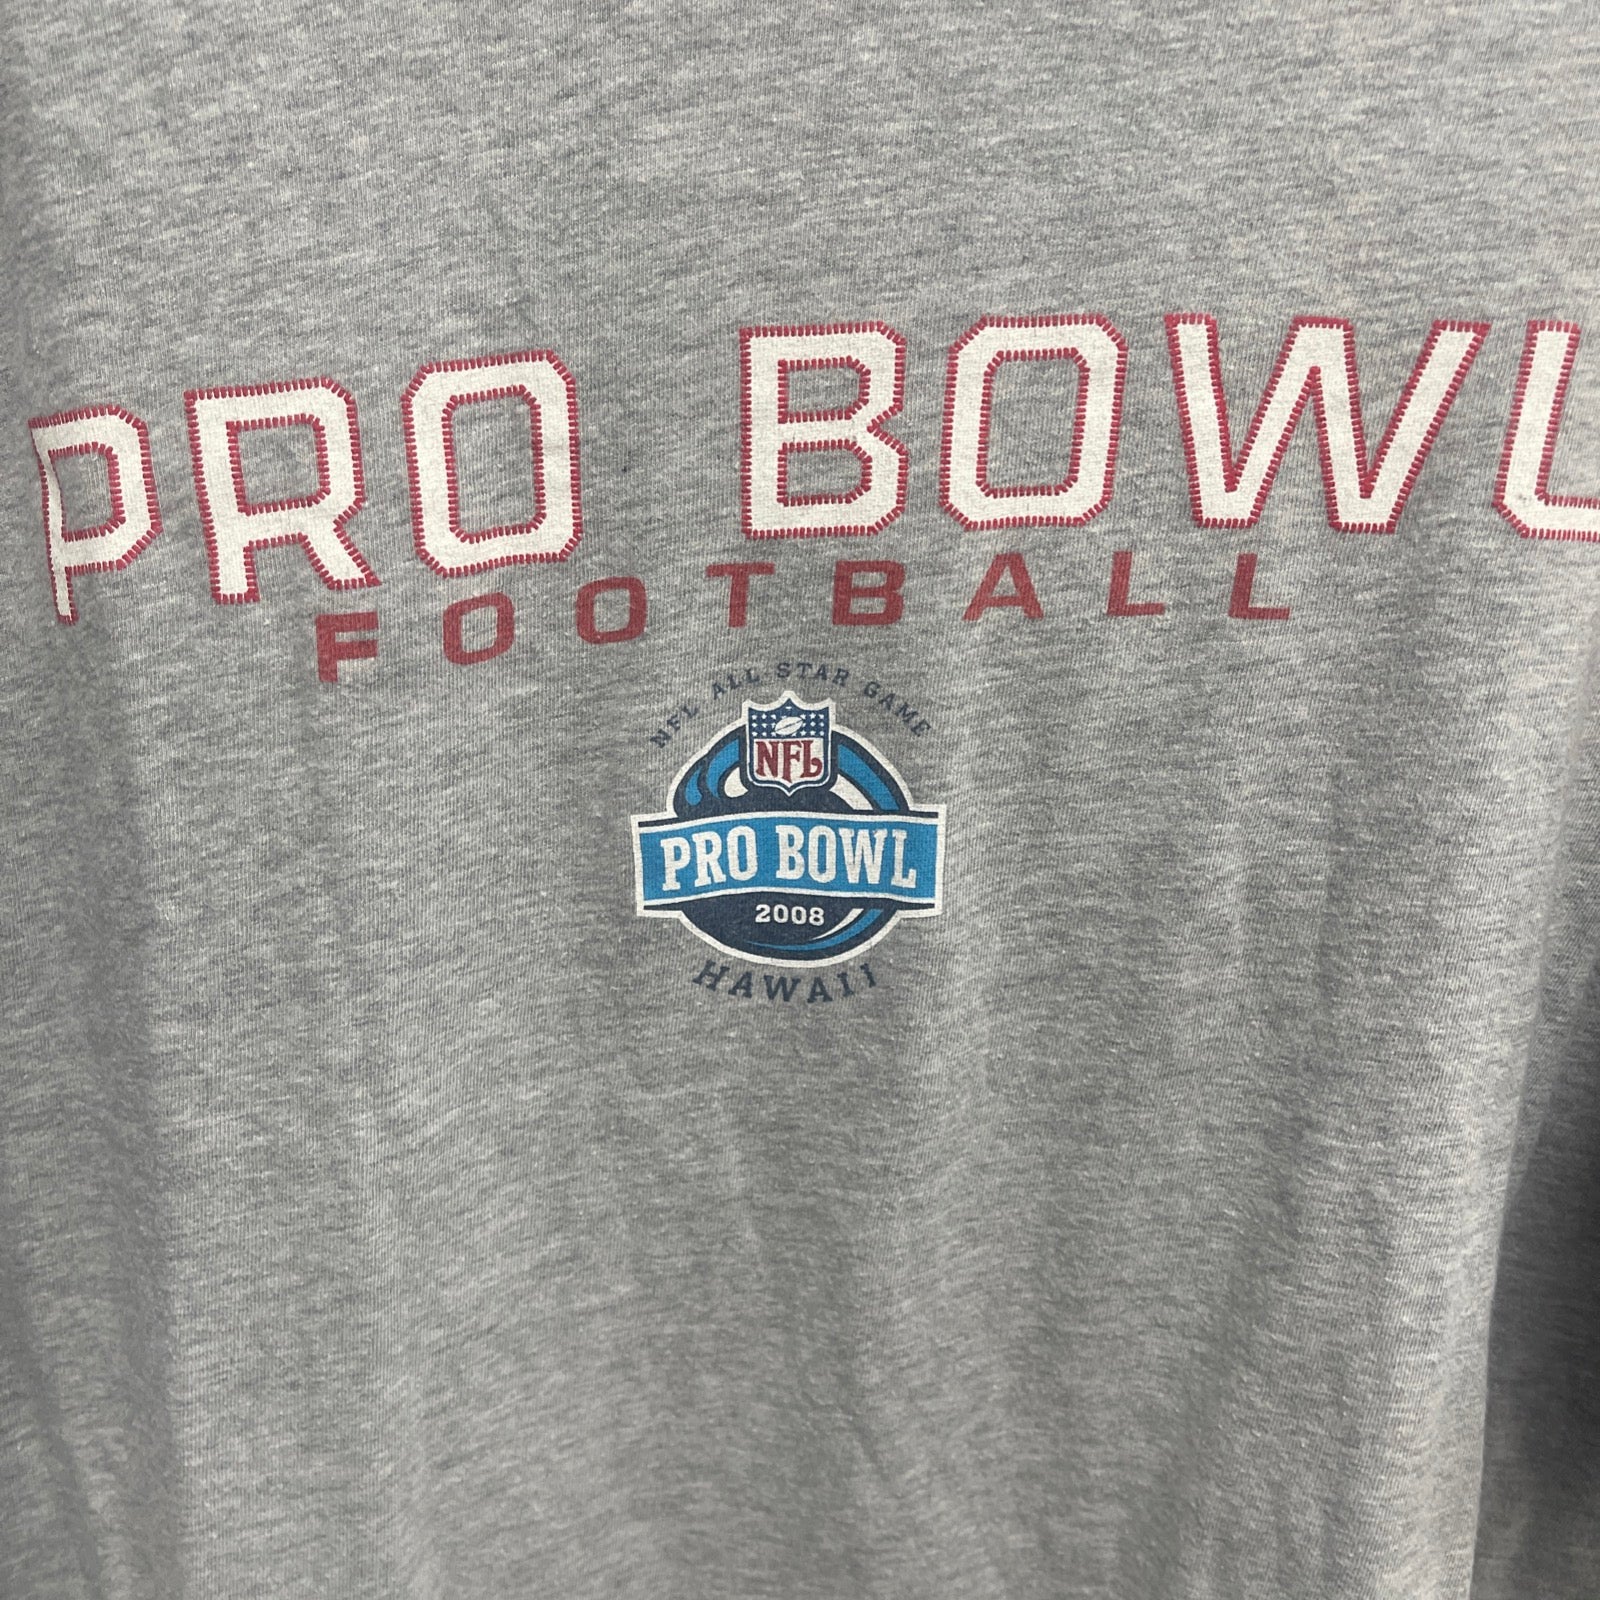 PRO BOWL
FOOTBALL
NFL ALL STAR GAME
NFL
PRO BOWL
2008
HAWAII